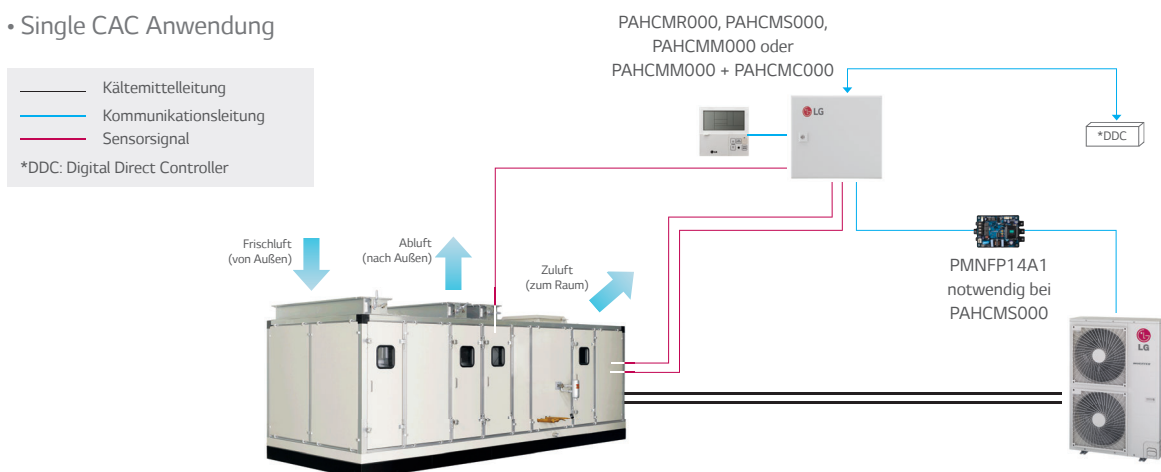 • Single CAC Anwendung
Kältemittelleitung
Kommunikationsleitung
Sensorsignal
*DDC: Digital Direct Controller
PAHCMR000, PAHCMS000,
PAHCMM000 oder
PAHCMM000 + PAHCMC000
LG
*DDC
Frischluft
(von Außen)
Abluft
(nach Außen)
Zuluft
(zum Raum)
PMNFP14A1
notwendig bei
PAHCMS000
LG